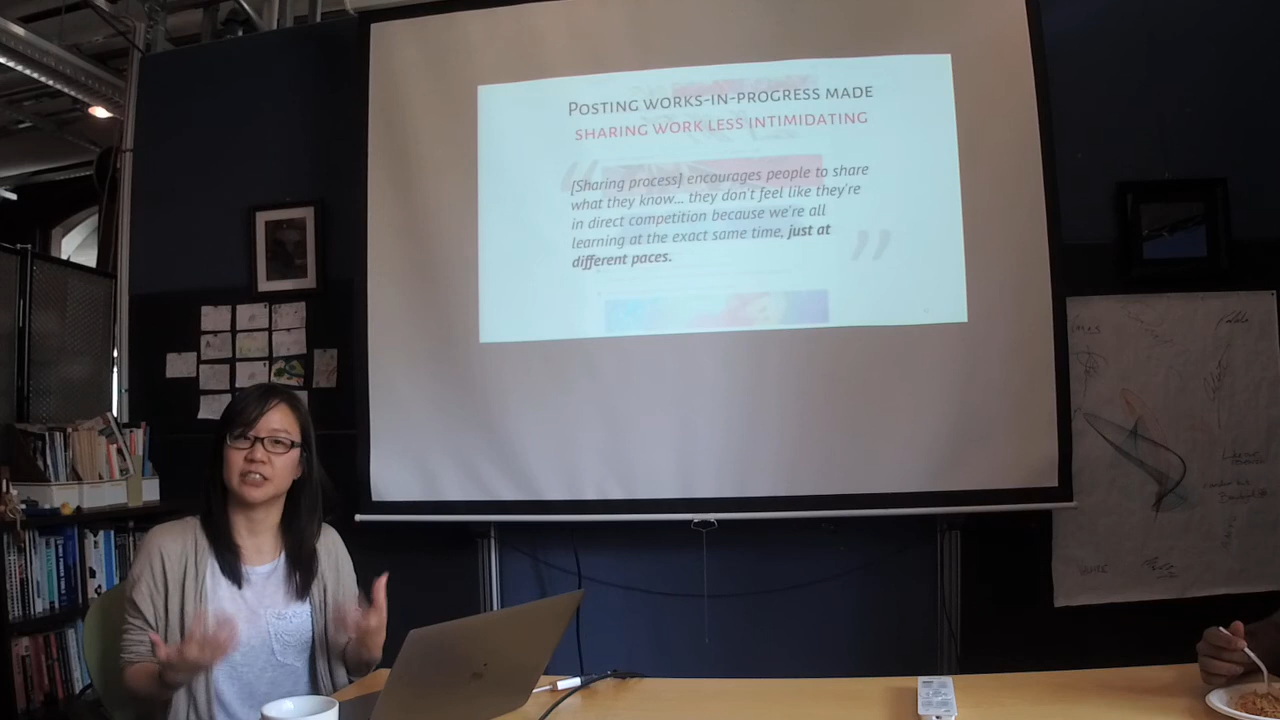 POSTING WORKS-IN-PROGRESS MADE
SHARING WORK LESS INTIMIDATING
“
[Sharing process] encourages people to share
what they know... they don't feel like they're
in direct competition because we're all
learning at the exact same time, just at
different paces.
”